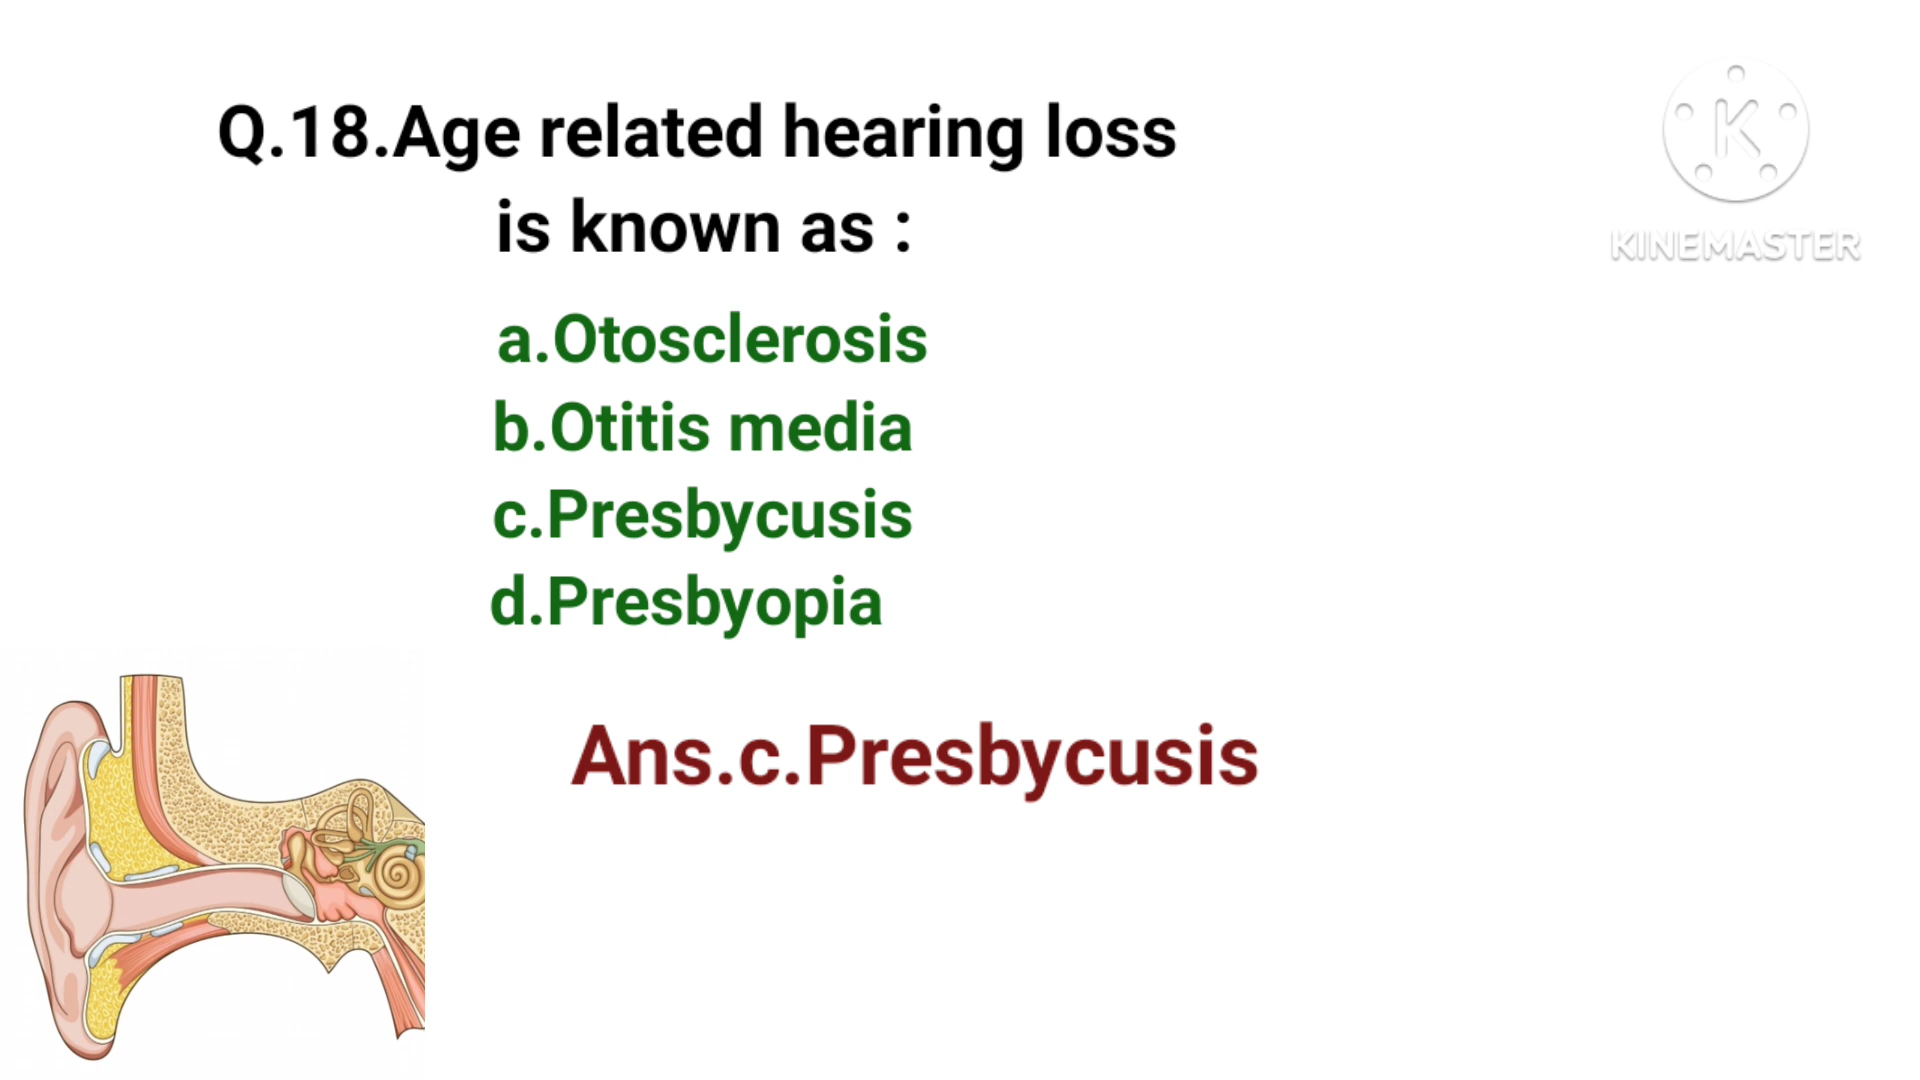 Q.18.Age related hearing loss
is known as :
a.Otosclerosis
b.Otitis media
c.Presbycusis
d.Presbyopia
Ans.c.Presbycusis
K
KINEMASTER